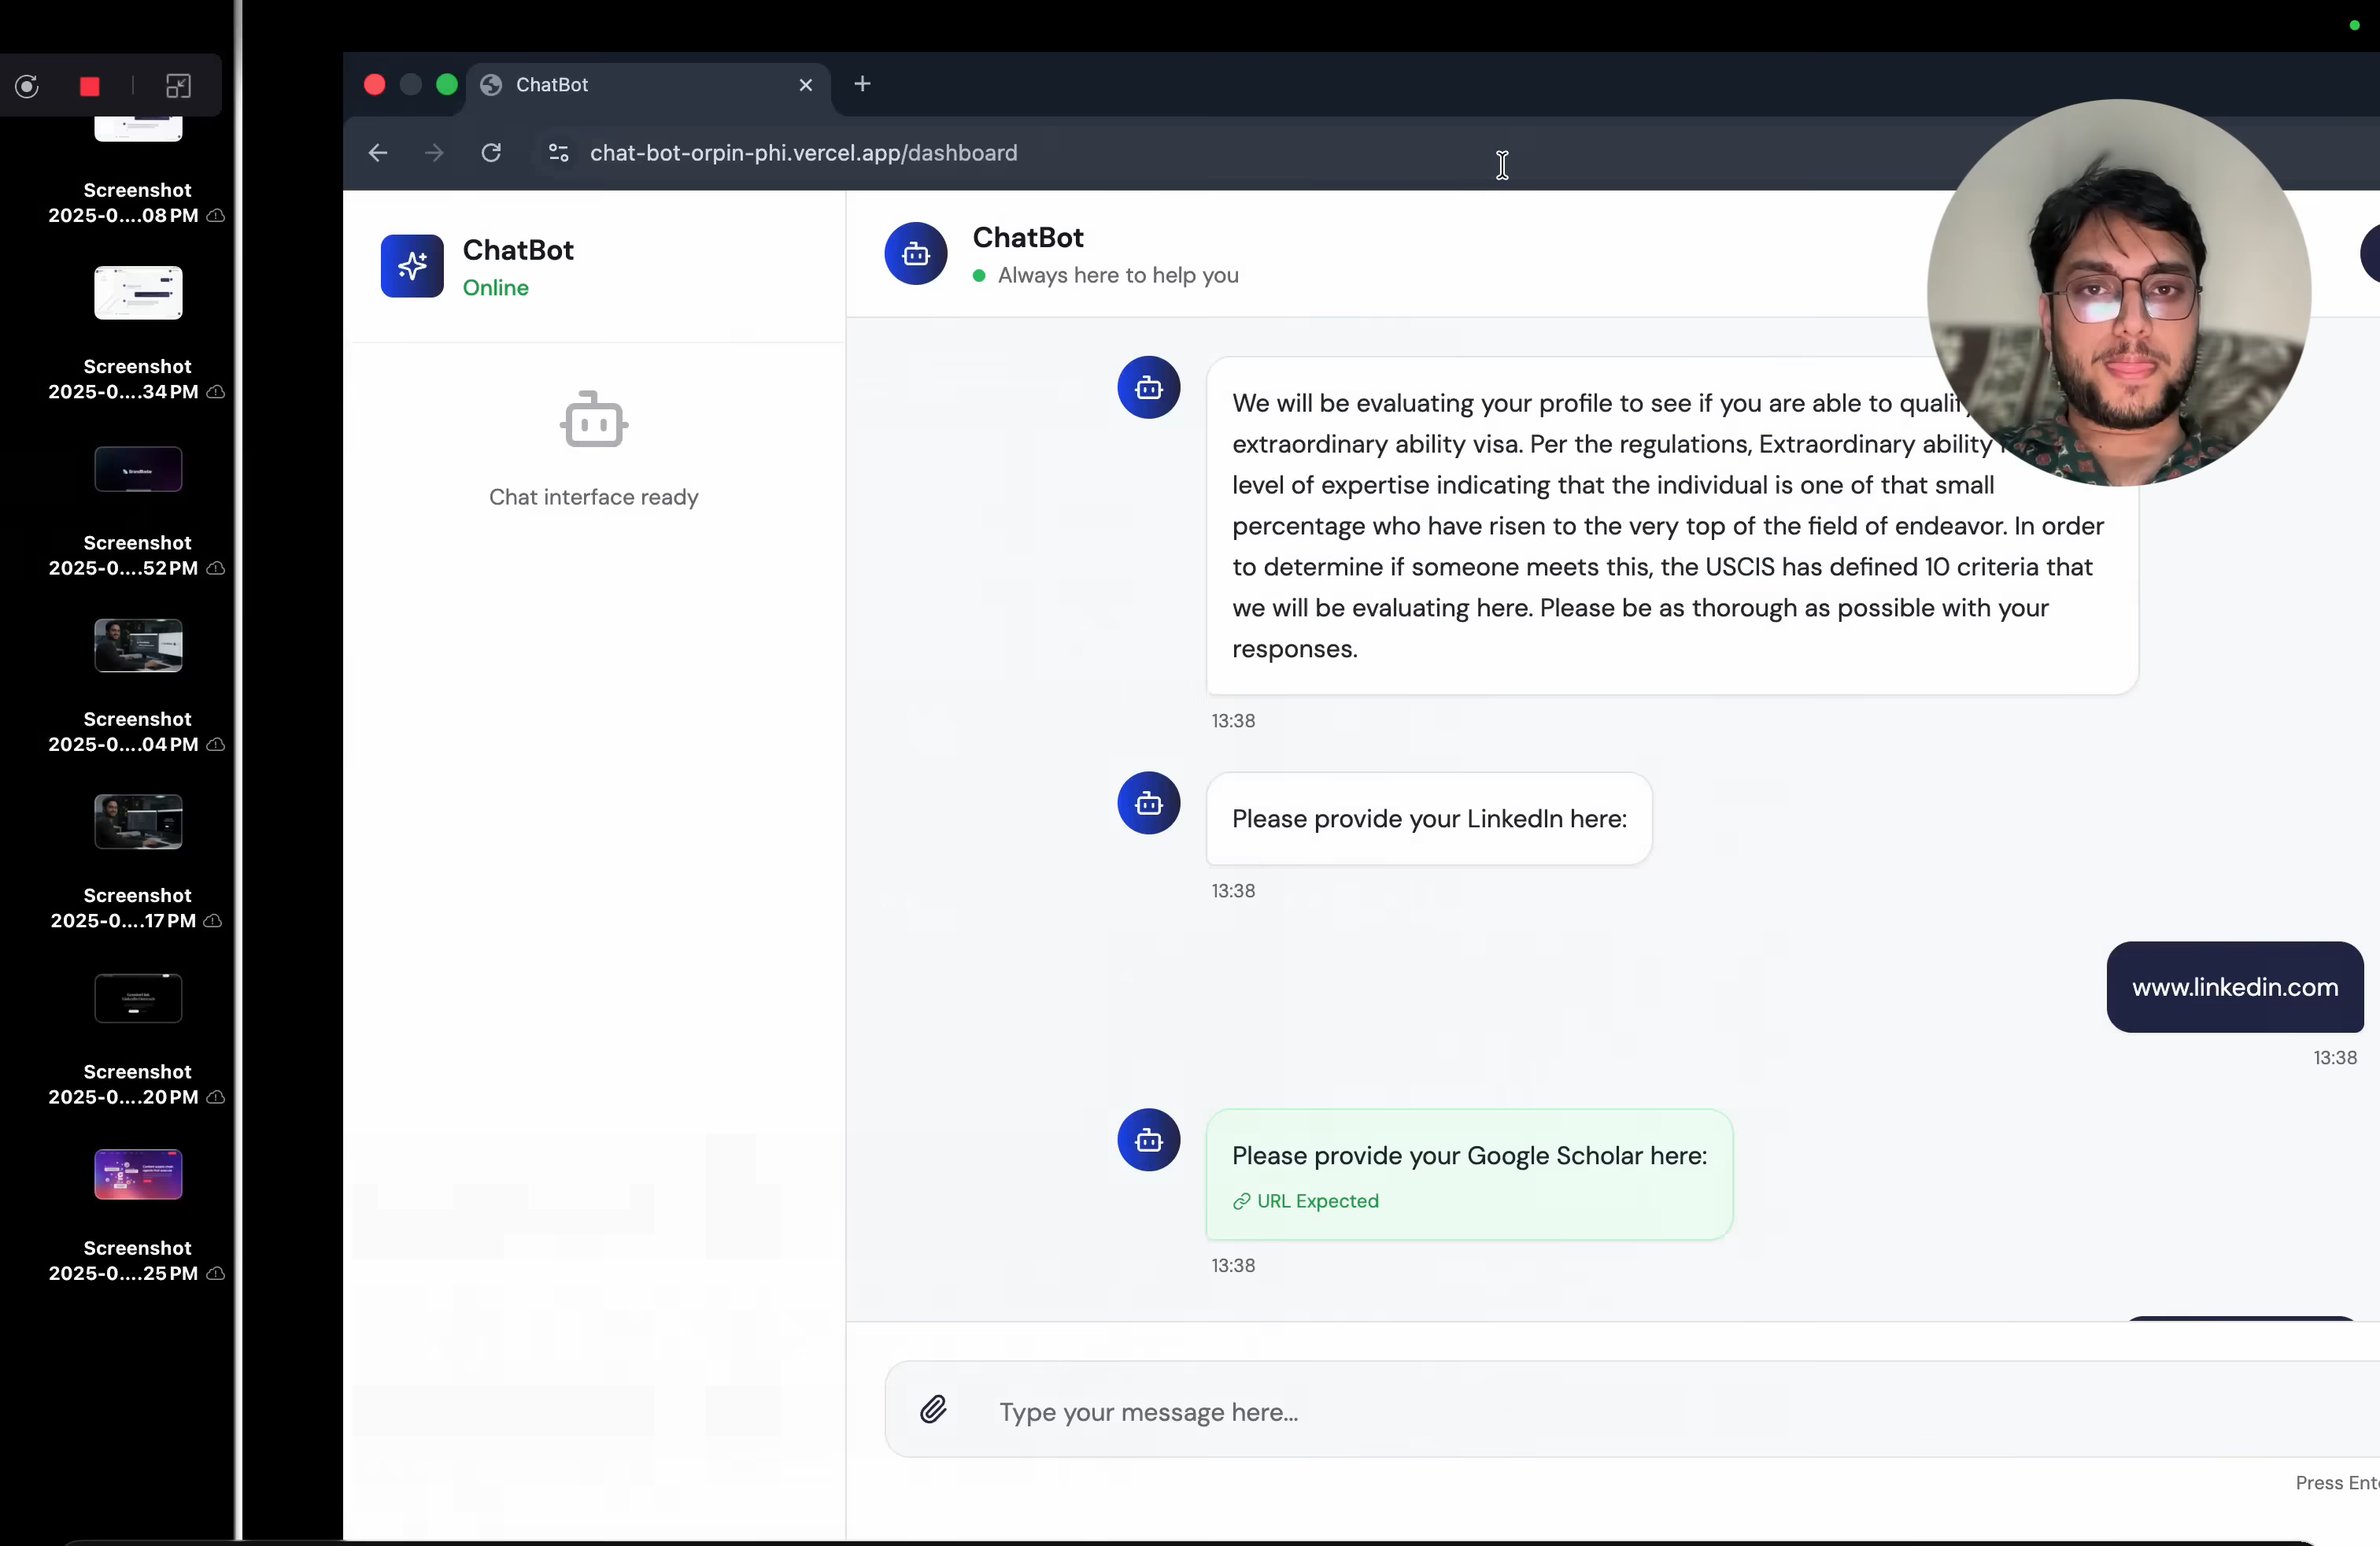 Screenshot
2025-0....08 PM
Screenshot
2025-0....34 PM
Screenshot
2025-0....52 PM
Screenshot
2025-0....04 PM
Screenshot
2025-0....17 PM
Screenshot
2025-0....20 PM
Screenshot
2025-0....25 PM
ChatBot
chat-bot-orpin-phi.vercel.app/dashboard
ChatBot
Online
Chat interface ready
ChatBot
Always here to help you
We will be evaluating your profile to see if you are able to
extraordinary ability visa. Per the regulations, Extraordinary ability
level of expertise indicating that the individual is one of that small
percentage who have risen to the very top of the field of endeavor. In order
to determine if someone meets this, the USCIS has defined 10 criteria that
we will be evaluating here. Please be as thorough as possible with your
responses.
13:38
Please provide your LinkedIn here:
13:38
www.linkedin.com
13:38
Please provide your Google Scholar here:
URL Expected
13:38
Type your message here...
Press